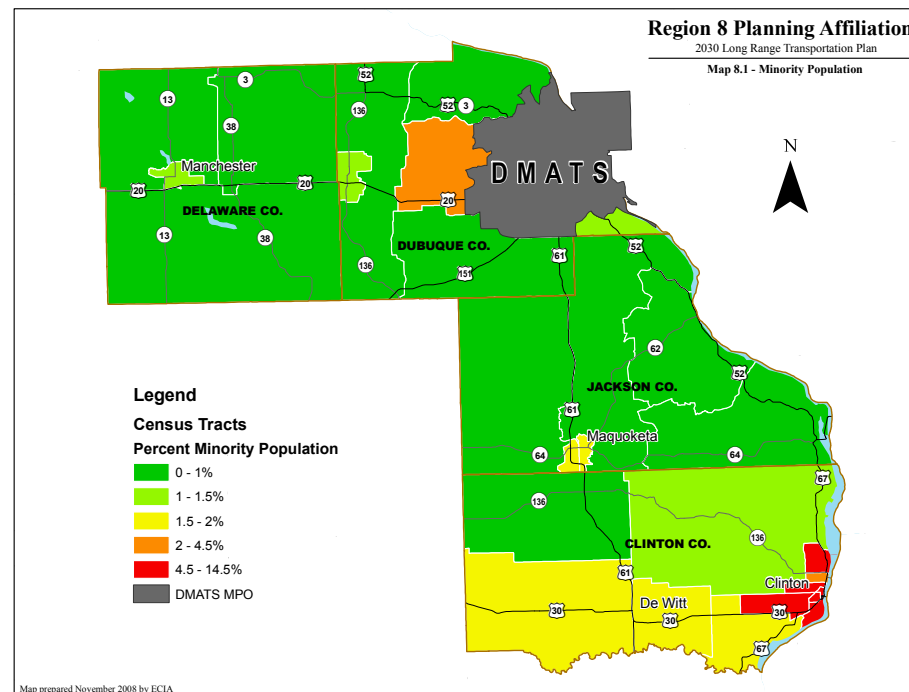 Region 8 Planning Affiliation
2030 Long Range Transportation Plan
Map 8.1 - Minority Population
N
52
3
13
136
52
3
38
Manchester
DMATS
20
20
20
DELAWARE CO.
13
38
DUBUQUE CO.
61
52
136
151
62
52
JACKSON CO.
61
Maquoketa
64
64
67
136
136
CLINTON CO.
61
Clinton
De Witt
30
30
30
67
Legend
Census Tracts
Percent Minority Population
0 - 1%
1 - 1.5%
1.5 - 2%
2 - 4.5%
4.5 - 14.5%
DMATS MPO
Map prepared November 2008 by ECIA